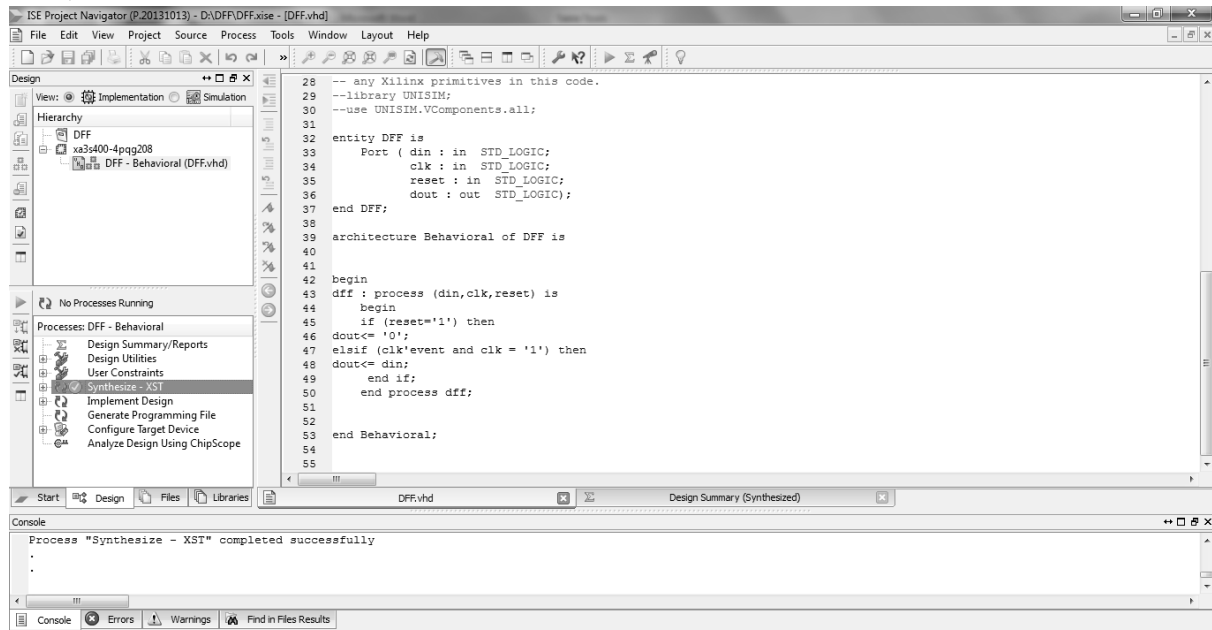 ISE Project Navigator (P.20131013) - D:\DFF\DFF.xise - [DFF.vhd]
File Edit View Project Source Process Tools Window Layout Help
Design
View: Implementation Simulation
Hierarchy
DFF
xa3s400-4pqg208
DFF - Behavioral (DFF.vhd)
No Processes Running
Processes: DFF - Behavioral
Design Summary/Reports
Design Utilities
User Constraints
Synthesize - XST
Implement Design
Generate Programming File
Configure Target Device
Analyze Design Using ChipScope
Start Design Files Libraries
28 -- any Xilinx primitives in this code.
29 --library UNISIM;
30 --use UNISIM.VComponents.all;
31
32 entity DFF is
33 Port ( din : in STD_LOGIC;
34 clk : in STD_LOGIC;
35 reset : in STD_LOGIC;
36 dout : out STD_LOGIC);
37 end DFF;
38
39 architecture Behavioral of DFF is
40
41
42 begin
43 dff : process (din,clk,reset) is
44 begin
45 if (reset='1') then
46 dout<= '0';
47 elsif (clk'event and clk = '1') then
48 dout<= din;
49 end if;
50 end process dff;
51
52
53 end Behavioral;
54
55
DFF.vhd Design Summary (Synthesized)
Console
Process "Synthesize - XST" completed successfully
.
.
Console Errors Warnings Find in Files Results